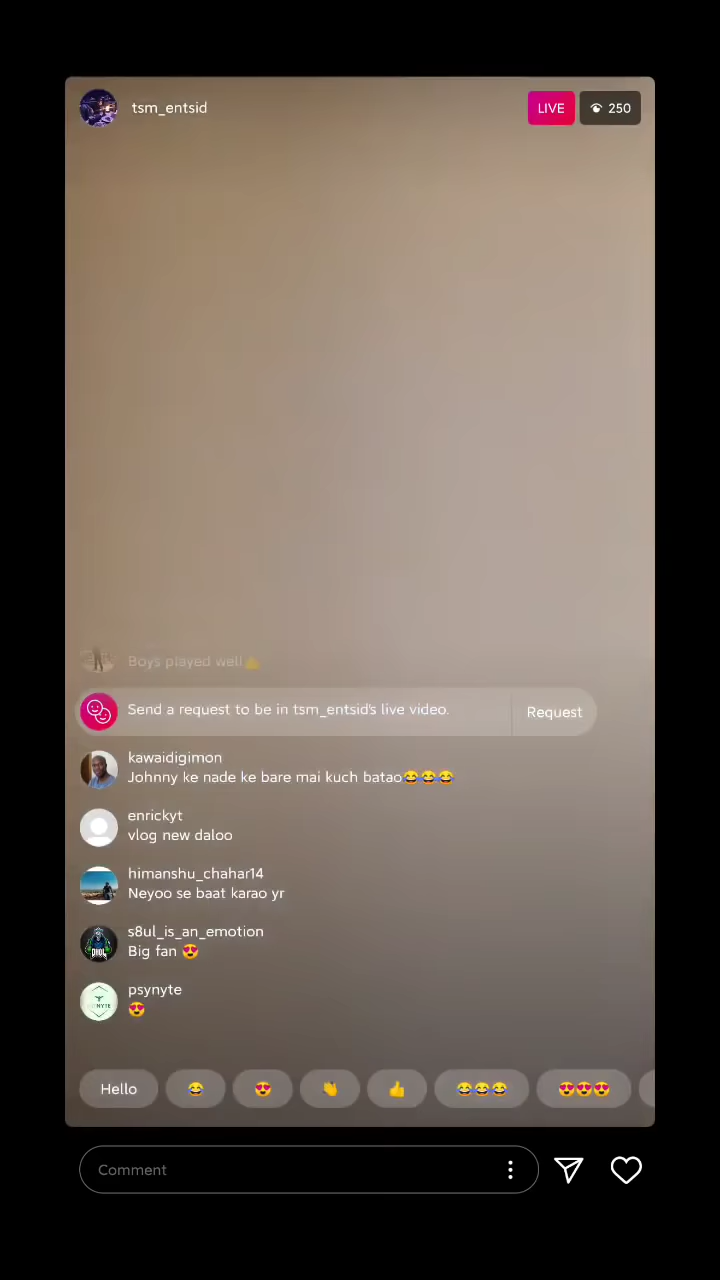 tsm_entsid
LIVE
250
Boys played well👍
Send a request to be in tsm_entsid's live video.
Request
kawaidigimon
Johnny ke nade ke bare mai kuch batao😂😂😂
enrickyt
vlog new daloo
himanshu_chahar14
Neyoo se baat karao yr
s8ul_is_an_emotion
Big fan 😍
psynyte
😍
Hello 😂 😍 👏 👍 😂😂😂 😍😍😍
Comment